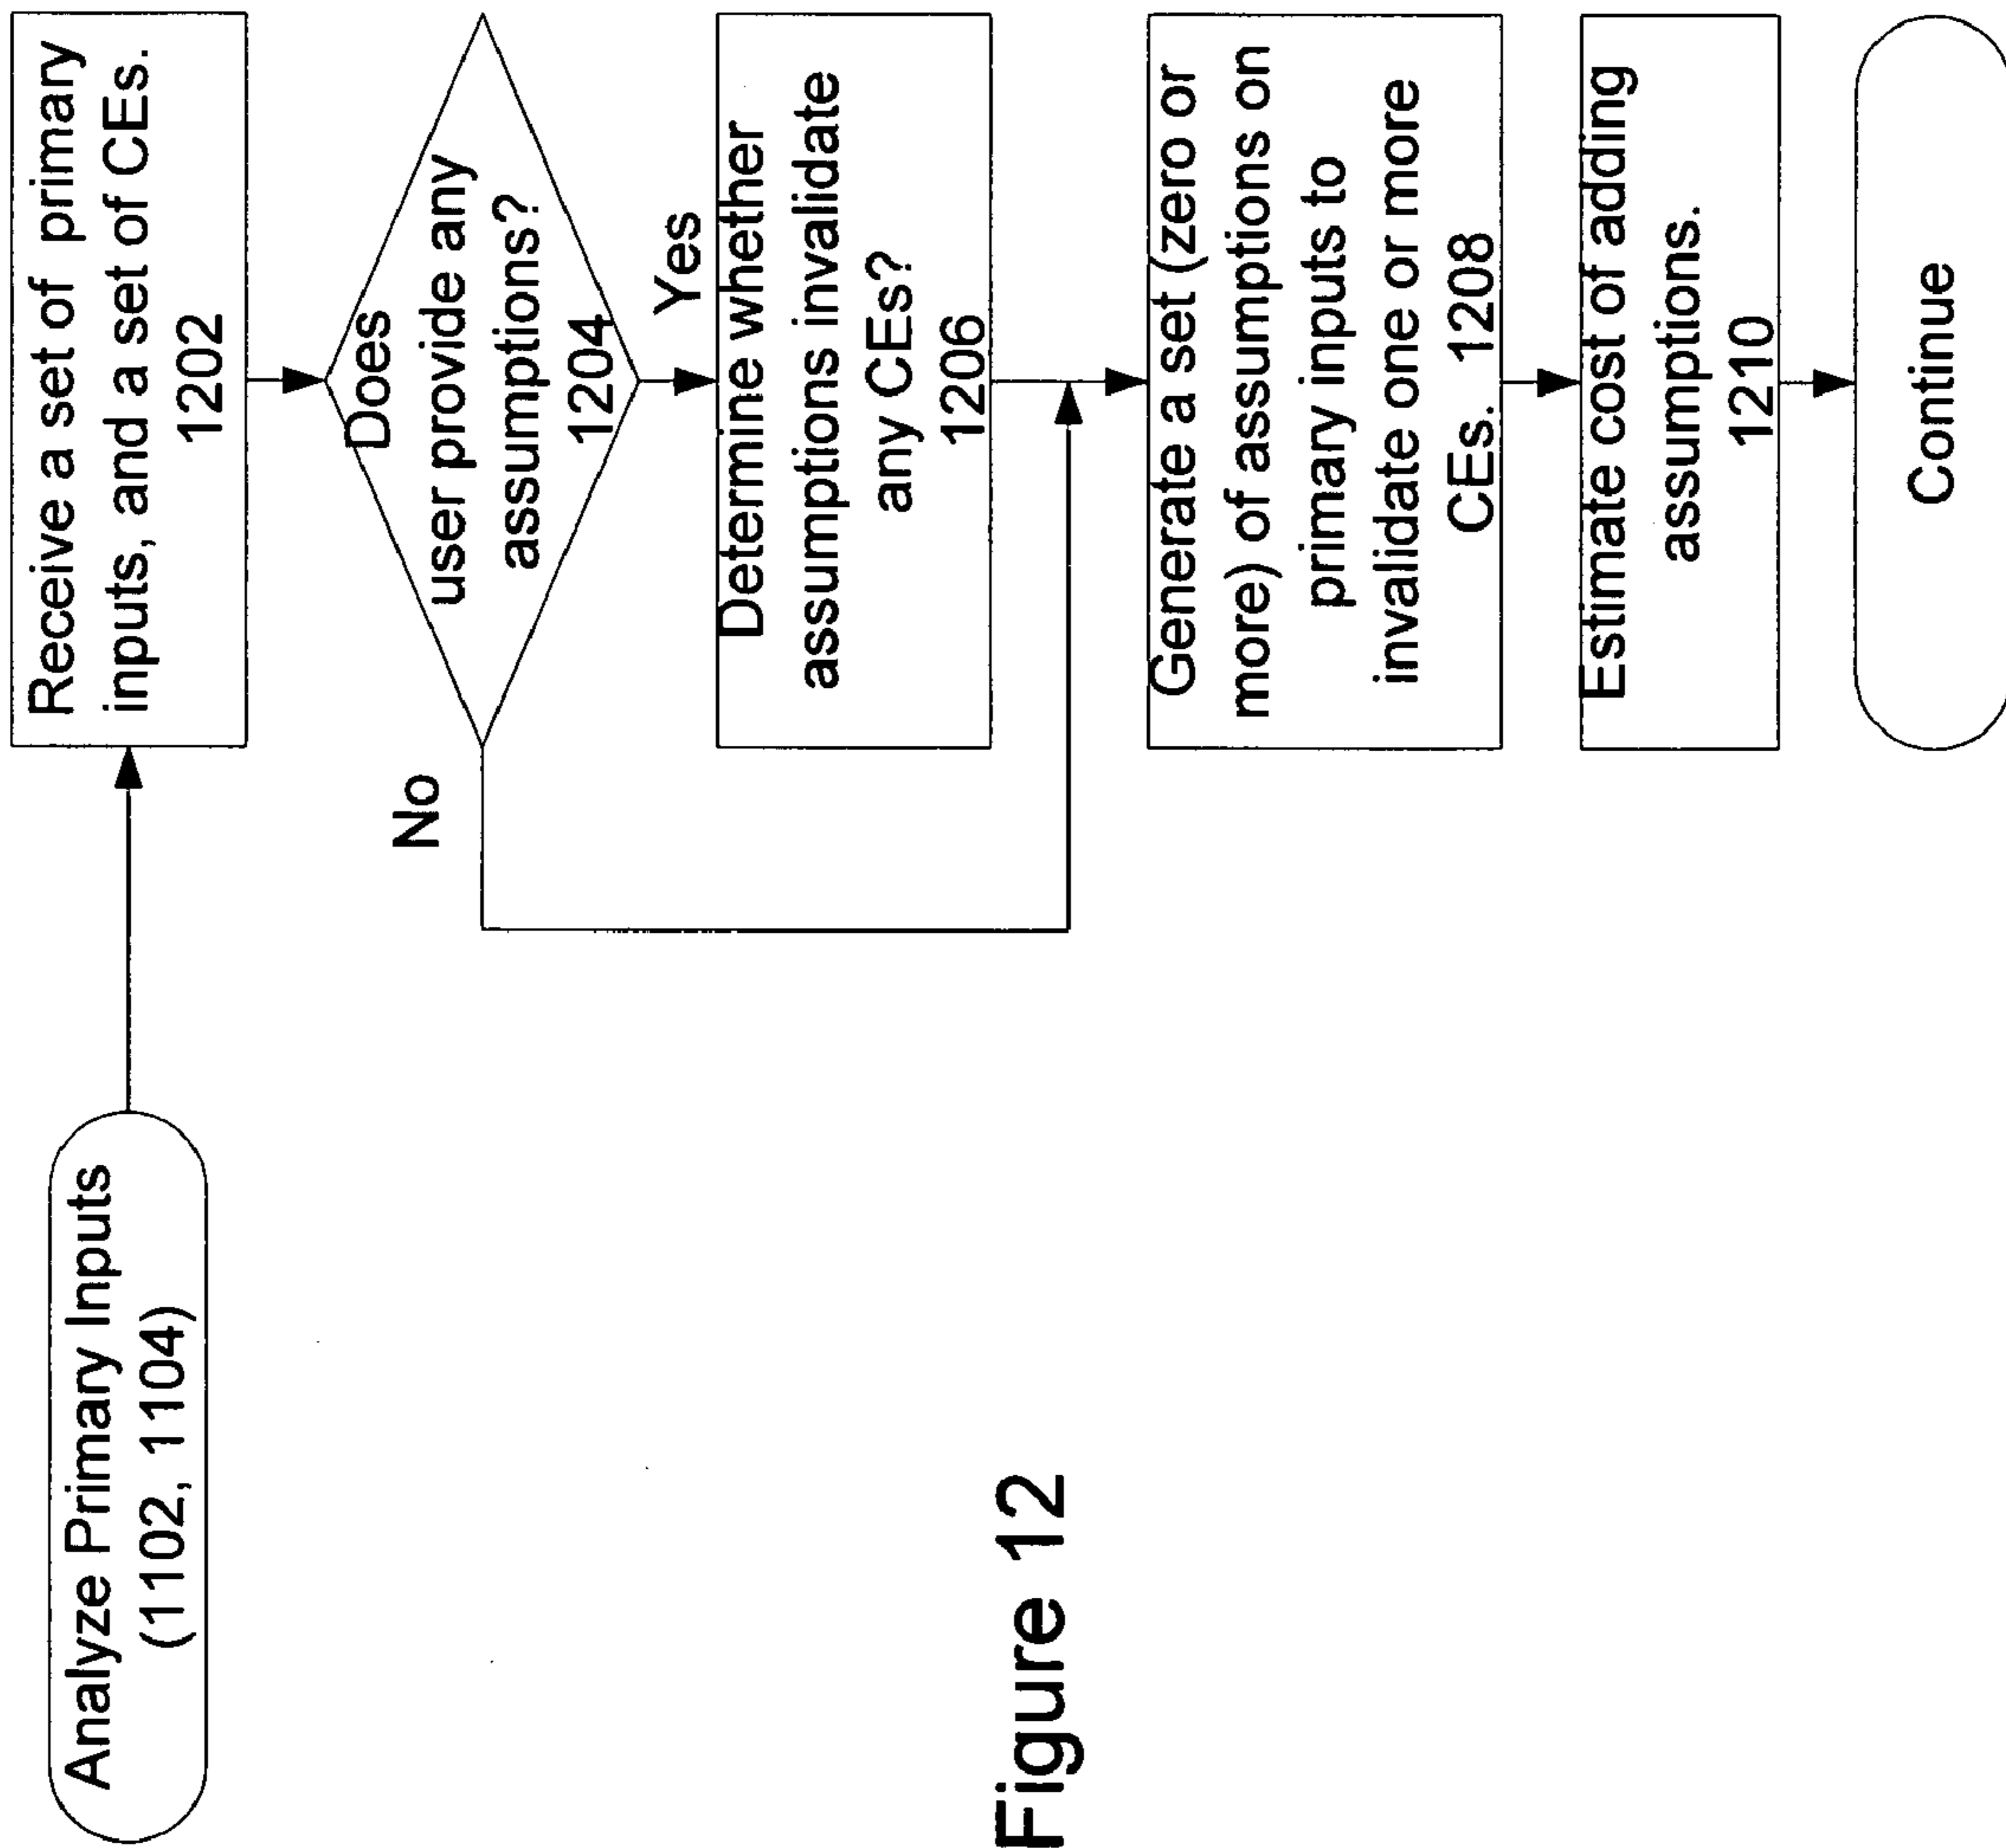 Analyze Primary Inputs
(1102, 1104)
Receive a set of primary
inputs, and a set of CEs.
1202
Does
user provide any
assumptions?
1204
No
Yes
Determine whether
assumptions invalidate
any CEs?
1206
Generate a set (zero or
more) of assumptions on
primary inputs to
invalidate one or more
CEs. 1208
Estimate cost of adding
assumptions.
1210
Continue
Figure 12